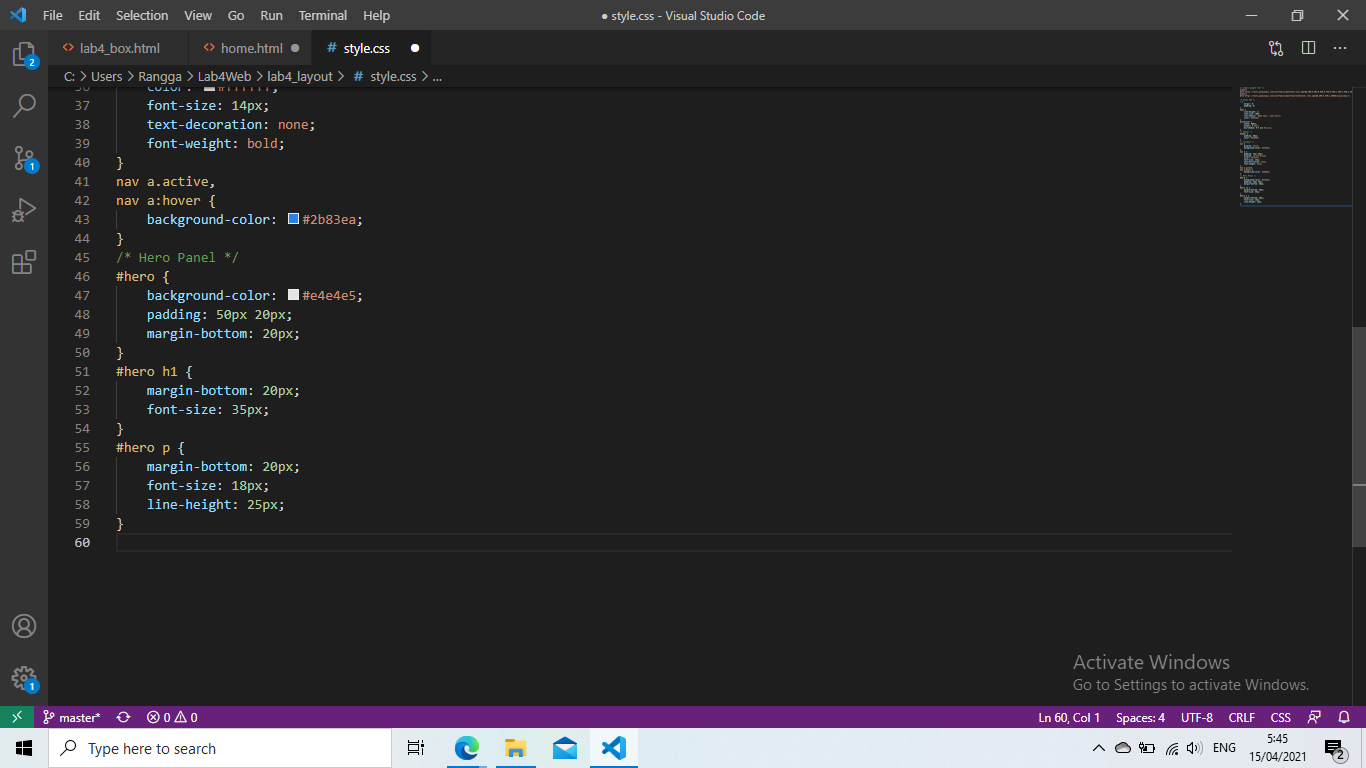 File Edit Selection View Go Run Terminal Help
● style.css - Visual Studio Code
lab4_box.html home.html ● # style.css ●
C: > Users > Rangga > Lab4Web > lab4_layout > # style.css > ...
36 color: #ffffff;
37 font-size: 14px;
38 text-decoration: none;
39 font-weight: bold;
40 }
41 nav a.active,
42 nav a:hover {
43 background-color: #2b83ea;
44 }
45 /* Hero Panel */
46 #hero {
47 background-color: #e4e4e5;
48 padding: 50px 20px;
49 margin-bottom: 20px;
50 }
51 #hero h1 {
52 margin-bottom: 20px;
53 font-size: 35px;
54 }
55 #hero p {
56 margin-bottom: 20px;
57 font-size: 18px;
58 line-height: 25px;
59 }
60
2
1
1
Activate Windows
Go to Settings to activate Windows.
master* 0 0 Ln 60, Col 1 Spaces: 4 UTF-8 CRLF CSS
Type here to search
ENG
5:45
15/04/2021
2